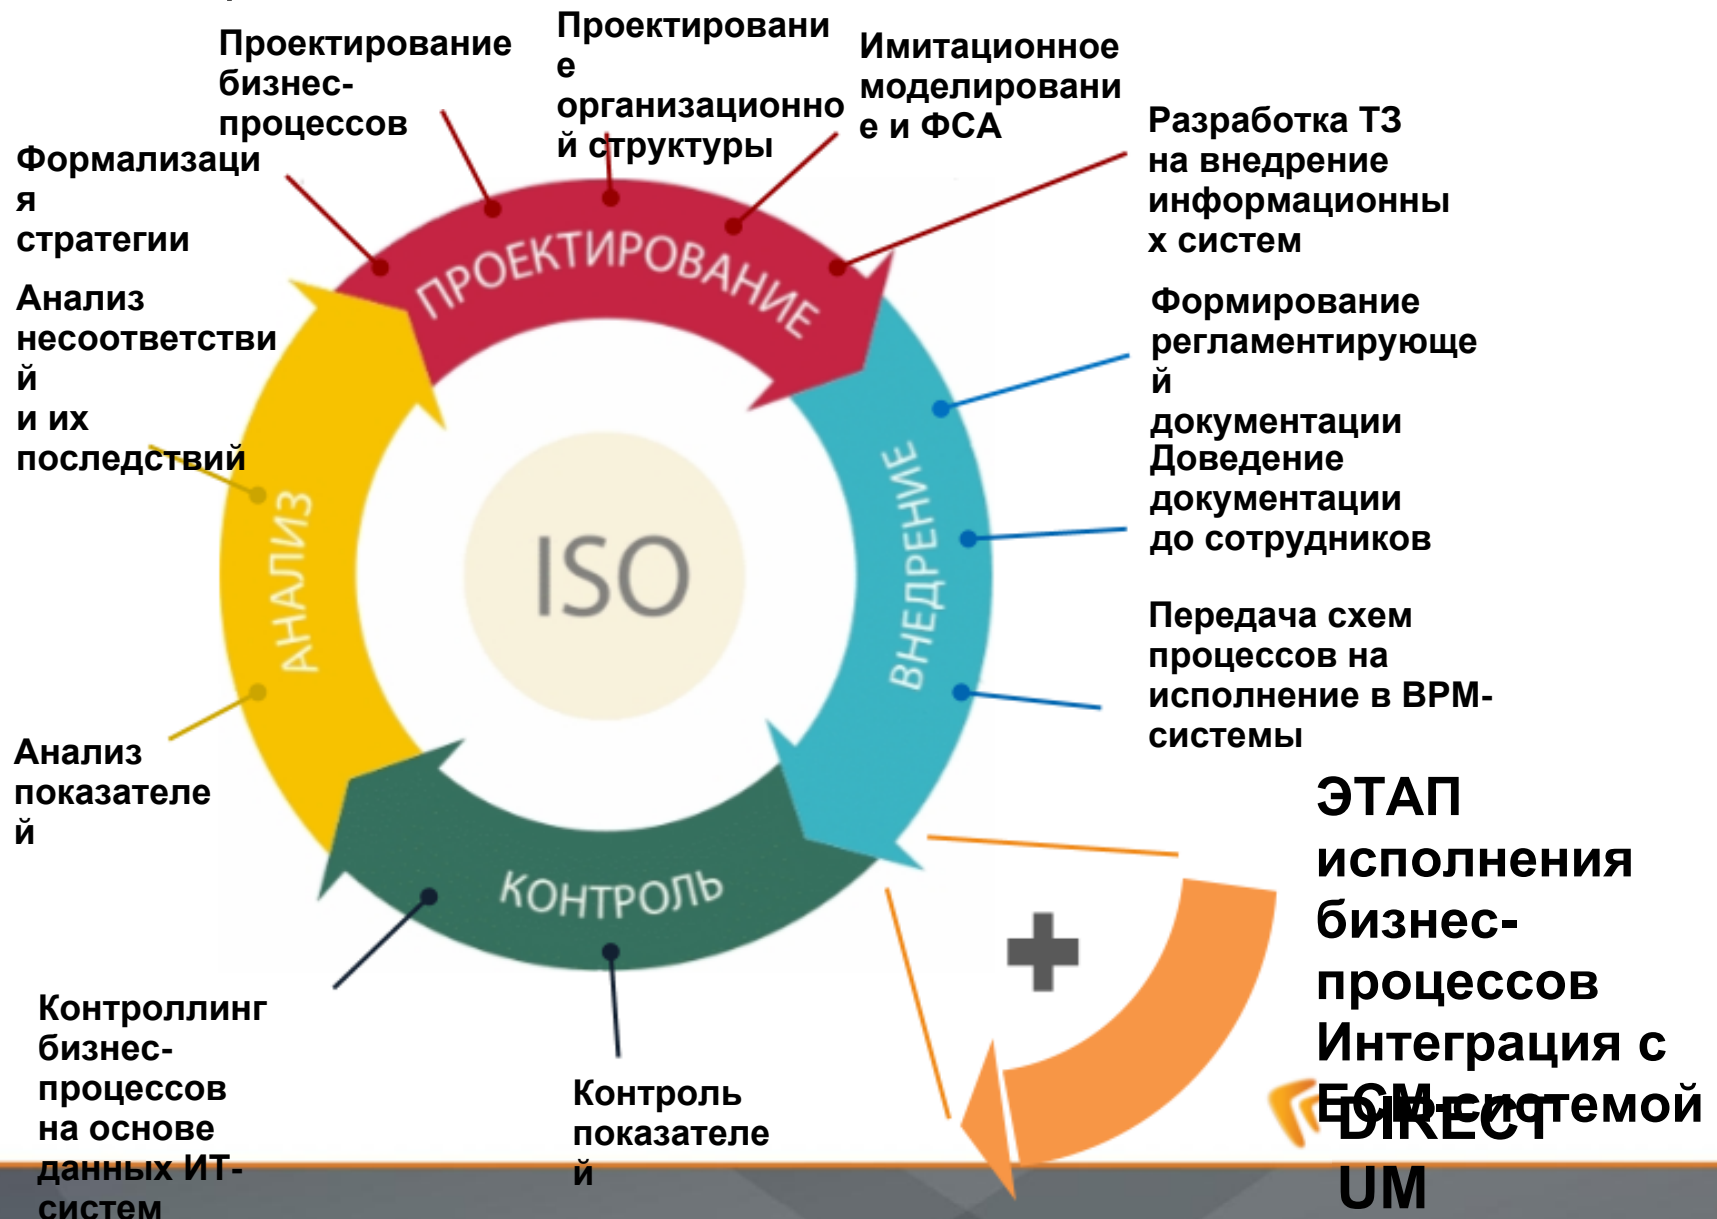 Проектирование
бизнес-
процессов
Проектировани
е
организационно
й структуры
Имитационное
моделировани
е и ФСА
Разработка ТЗ
на внедрение
информационны
х систем
Формализаци
я
стратегии
Анализ
несоответстви
й
и их
последствий
Формирование
регламентирующе
й
документации
Доведение
документации
до сотрудников
Передача схем
процессов на
исполнение в BPM-
системы
ПРОЕКТИРОВАНИЕ
ВНЕДРЕНИЕ
КОНТРОЛЬ
АНАЛИЗ
ISO
Анализ
показателе
й
ЭТАП
исполнения
бизнес-
процессов
Интеграция с
ECM-системой
DIRECT
UM
Контроллинг
бизнес-
процессов
на основе
данных ИТ-
систем
Контроль
показателе
й